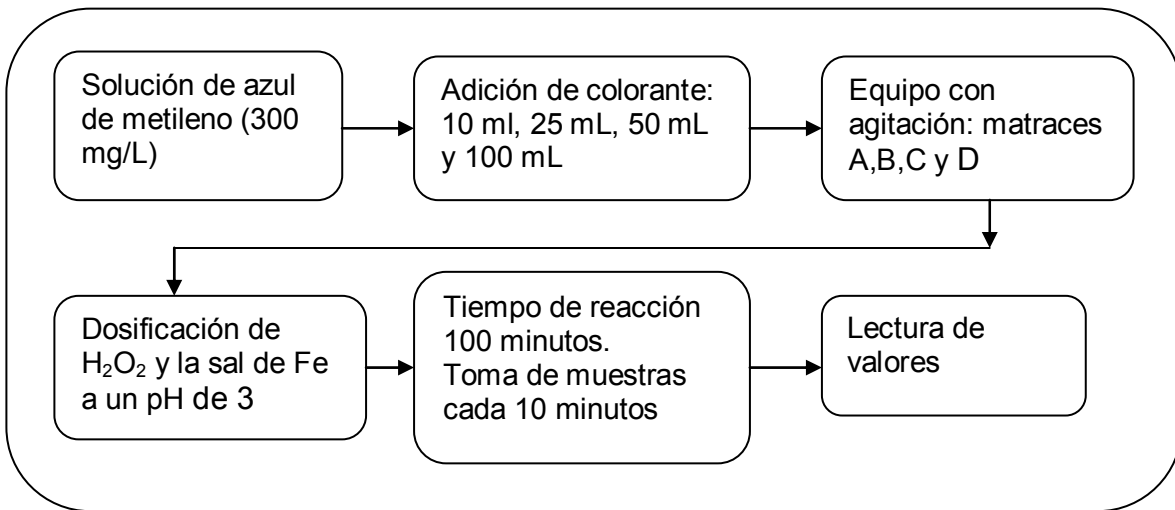 Solución de azul
de metileno (300
mg/L)
Adición de colorante:
10 ml, 25 mL, 50 mL
y 100 mL
Equipo con
agitación: matraces
A,B,C y D
Dosificación de
H₂O₂ y la sal de Fe
a un pH de 3
Tiempo de reacción
100 minutos.
Toma de muestras
cada 10 minutos
Lectura de
valores